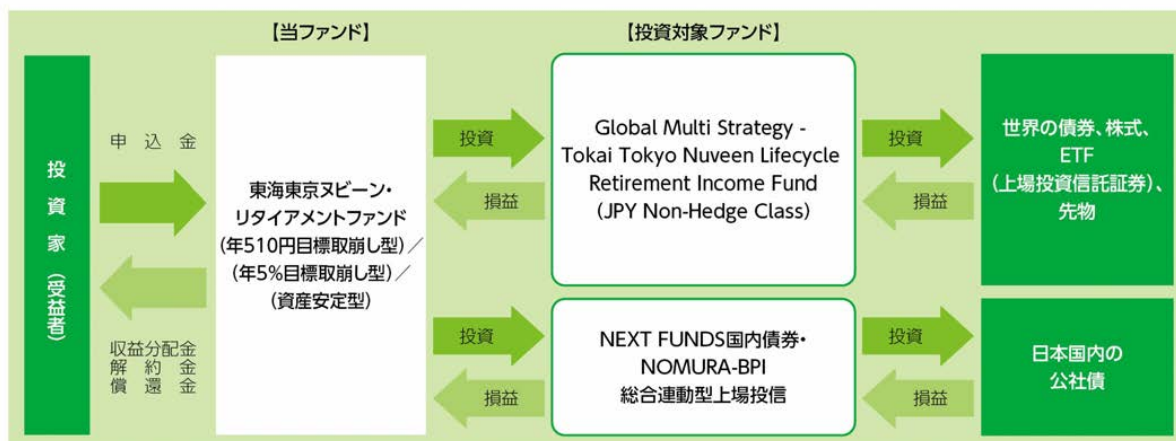 【当ファンド】
【投資対象ファンド】
投資家(受益者)
申込金
収益分配金
解約金
償還金
東海東京ヌビーン・
リタイアメントファンド
(年510円目標取崩し型)/
(年5%目標取崩し型)/
(資産安定型)
投資
損益
Global Multi Strategy -
Tokai Tokyo Nuveen Lifecycle
Retirement Income Fund
(JPY Non-Hedge Class)
投資
損益
世界の債券、株式、
ETF
(上場投資信託証券)、
先物
投資
損益
NEXT FUNDS国内債券・
NOMURA-BPI
総合連動型上場投信
投資
損益
日本国内の
公社債